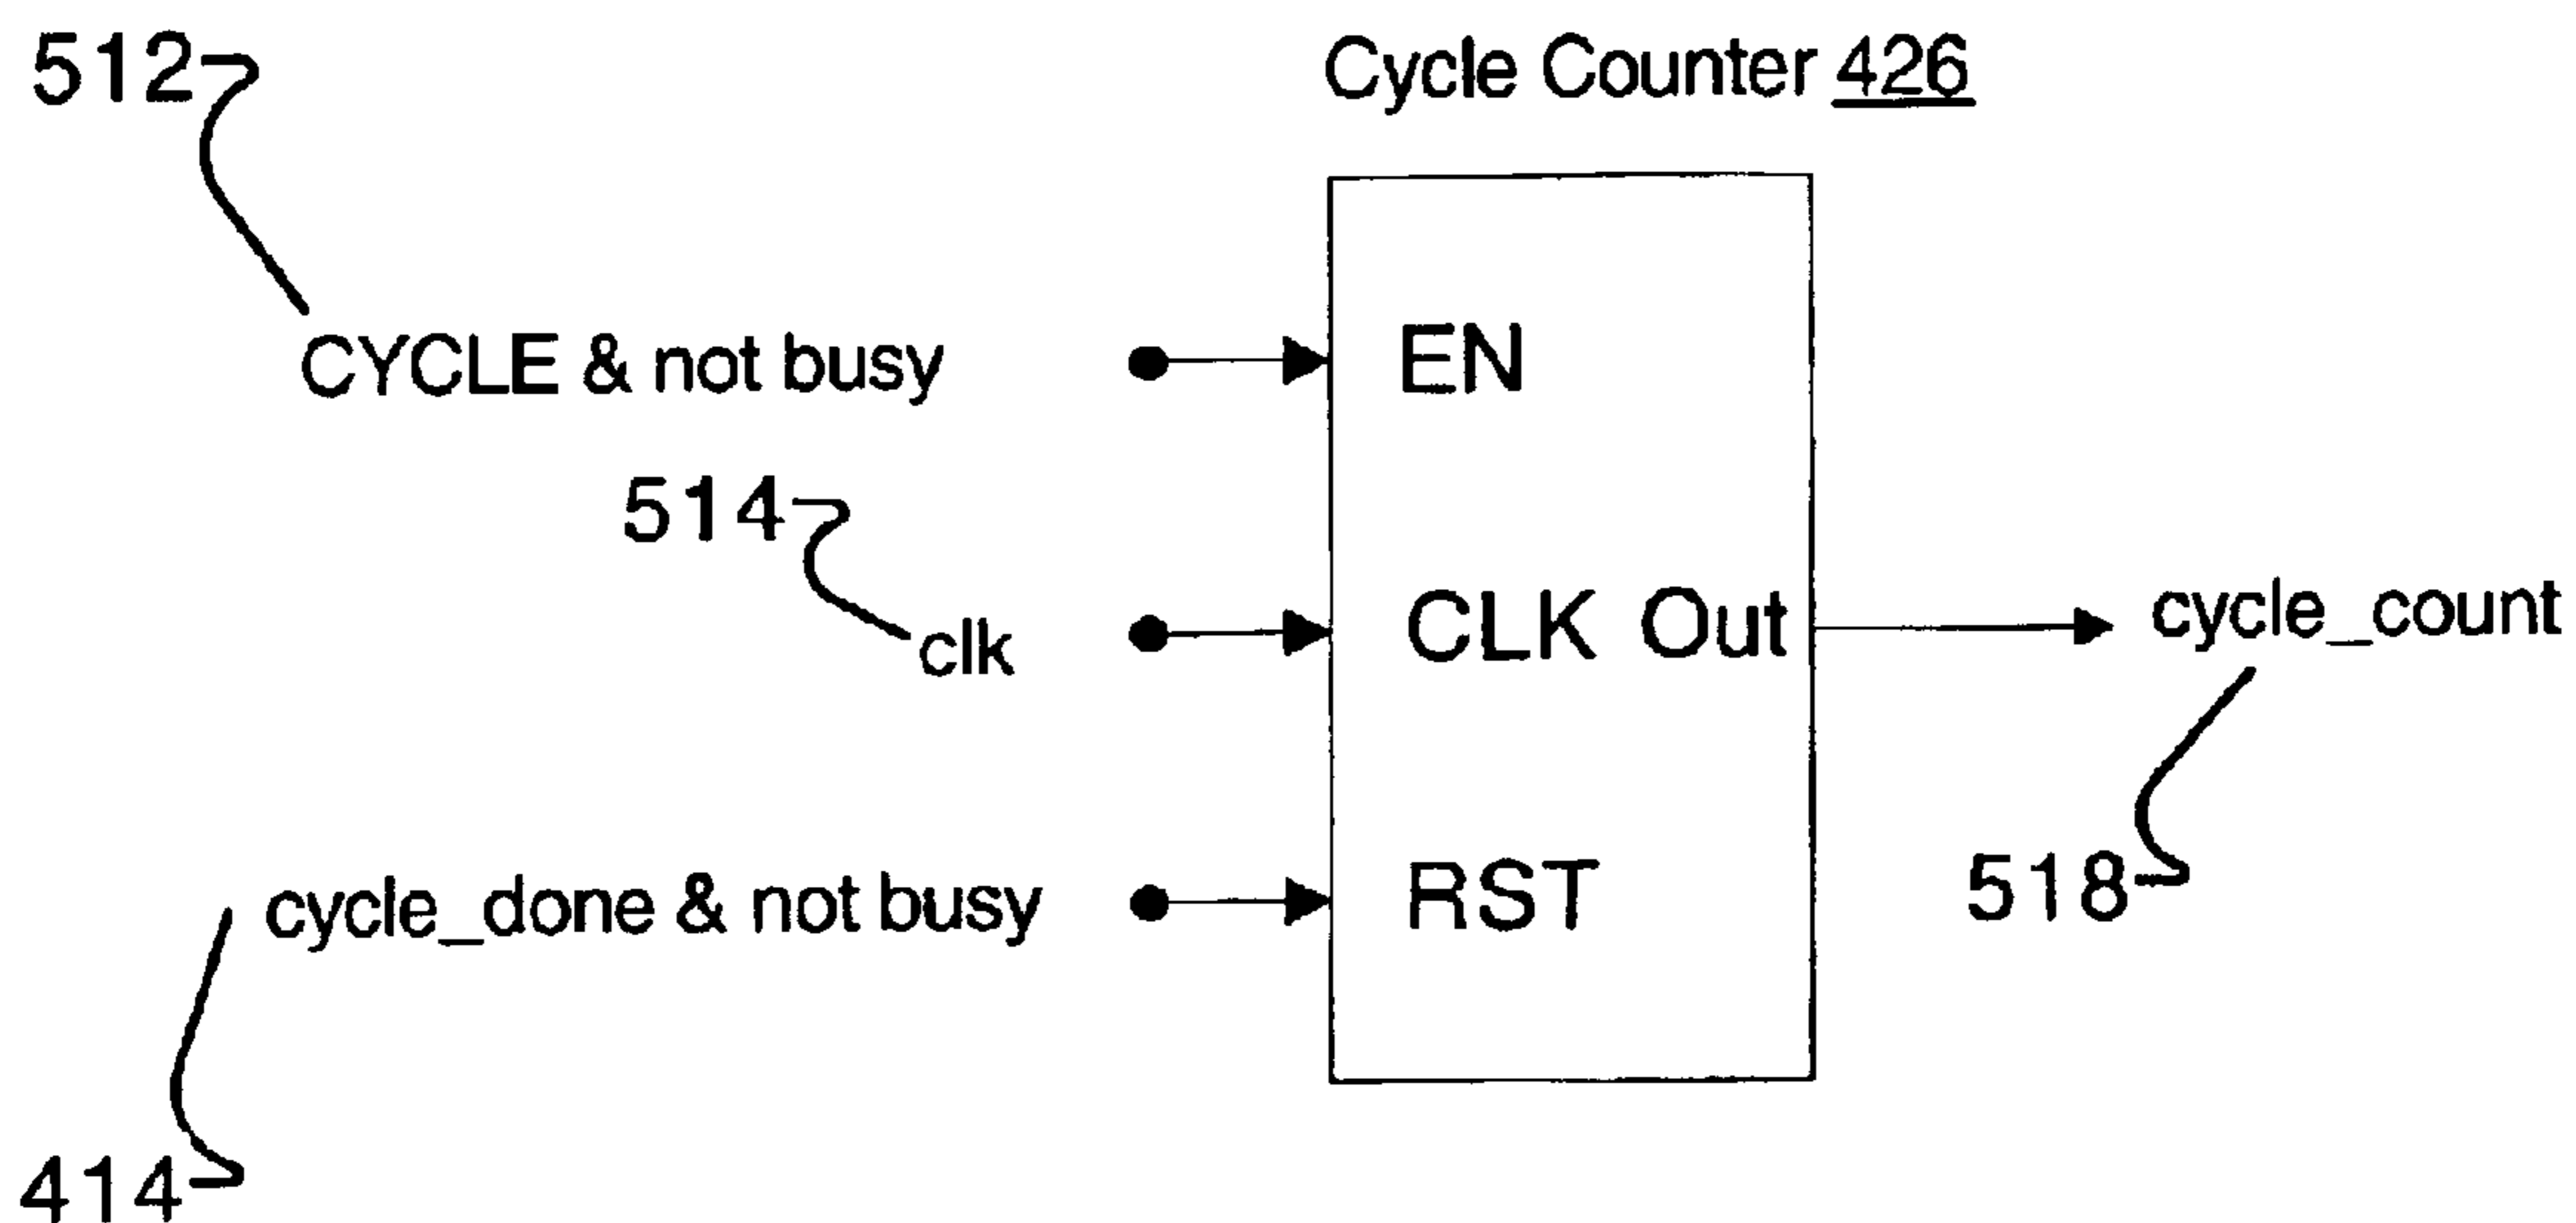 512
Cycle Counter 426
CYCLE & not busy
EN
514
clk
CLK Out
cycle_count
cycle_done & not busy
RST
518
414